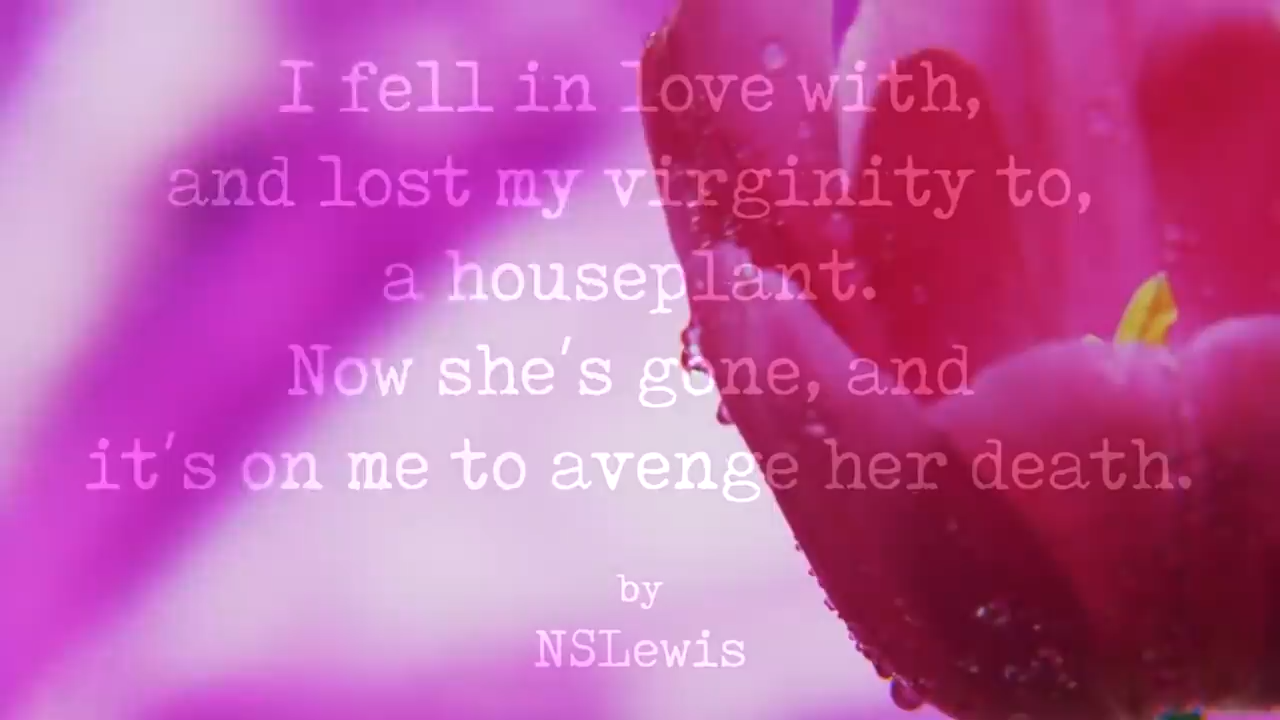 I fell in love with,
and lost my virginity to,
a houseplant.
Now she's gone, and
it's on me to avenge her death.
by
NSLewis